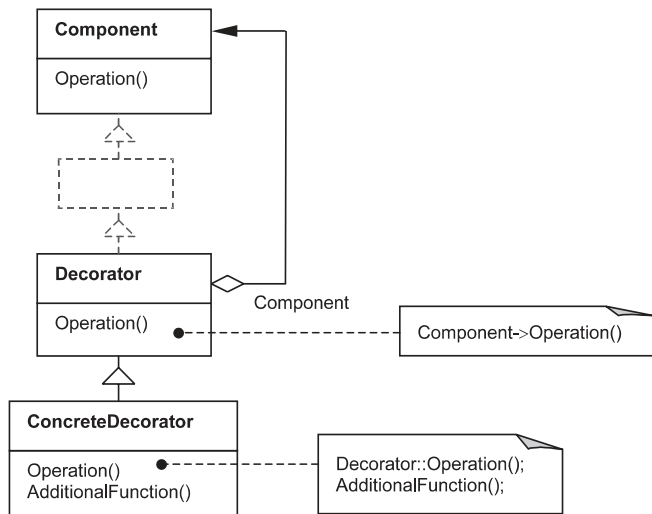 Component
Operation()
Decorator
Component
Operation()
Component->Operation()
ConcreteDecorator
Operation()
AdditionalFunction()
Decorator::Operation();
AdditionalFunction();